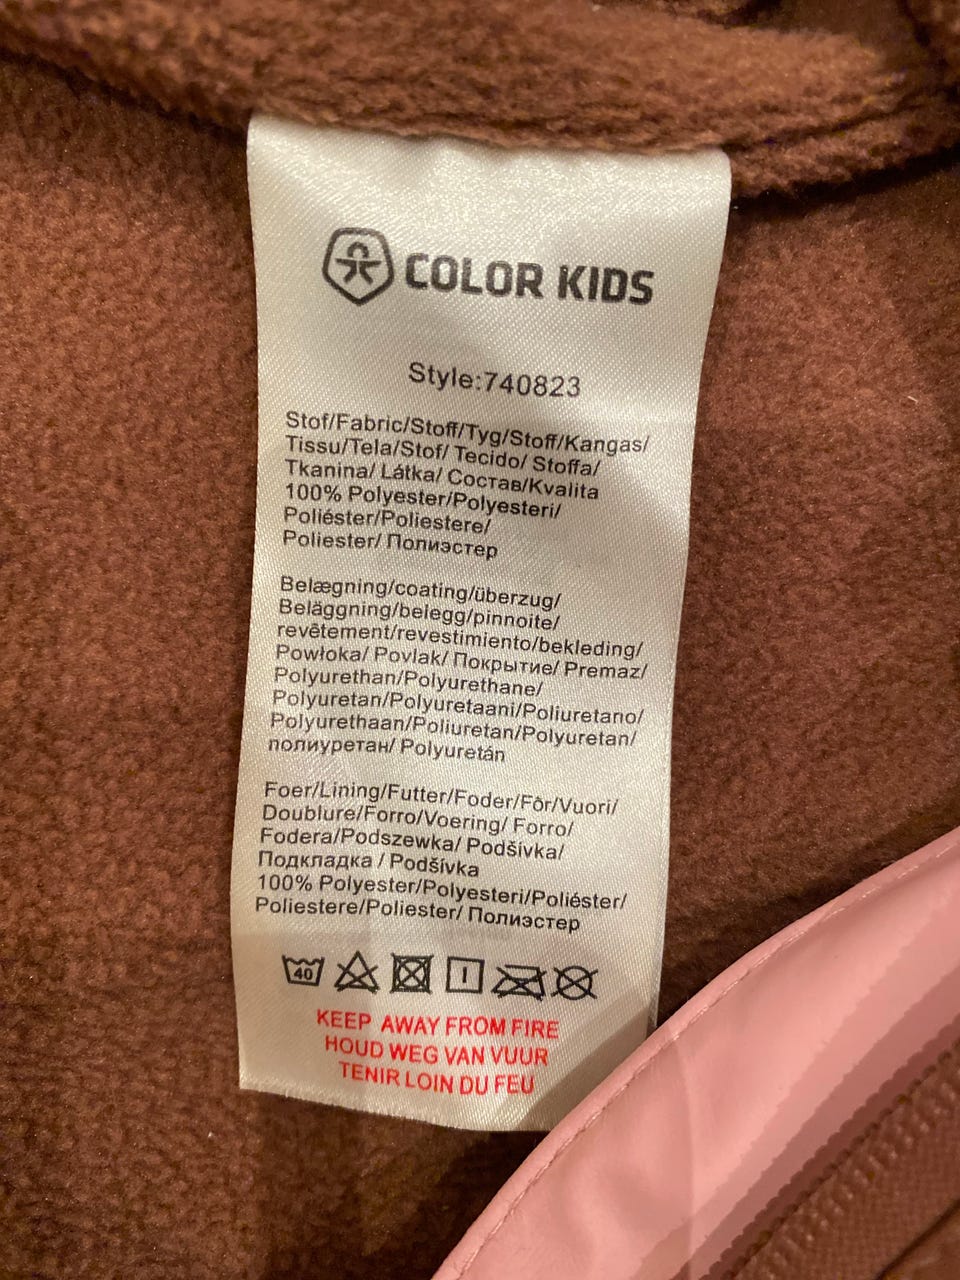 COLOR KIDS
Style:740823
Stof/Fabric/Stoff/Tyg/Stoff/Kangas/
Tissu/Tela/Stof/ Tecido/ Stoffa/
Tkanina/ Látka/ Состав/Kvalita
100% Polyester/Polyesteri/
Poliéster/Poliestere/
Poliester/ Полиэстер
Belægning/coating/überzug/
Beläggning/belegg/pinnoite/
revêtement/revestimiento/bekleding/
Powłoka/ Povlak/ Покрытие/ Premaz/
Polyurethan/Polyurethane/
Polyuretan/Polyuretaani/Poliuretano/
Polyurethaan/Poliuretan/Polyuretan/
полиуретан/ Polyuretán
Foer/Lining/Futter/Foder/Fôr/Vuori/
Doublure/Forro/Voering/ Forro/
Fodera/Podszewka/ Podšívka/
Подкладка / Podšívka
100% Polyester/Polyesteri/Poliéster/
Poliestere/Poliester/ Полиэстер
40
KEEP AWAY FROM FIRE
HOUD WEG VAN VUUR
TENIR LOIN DU FEU